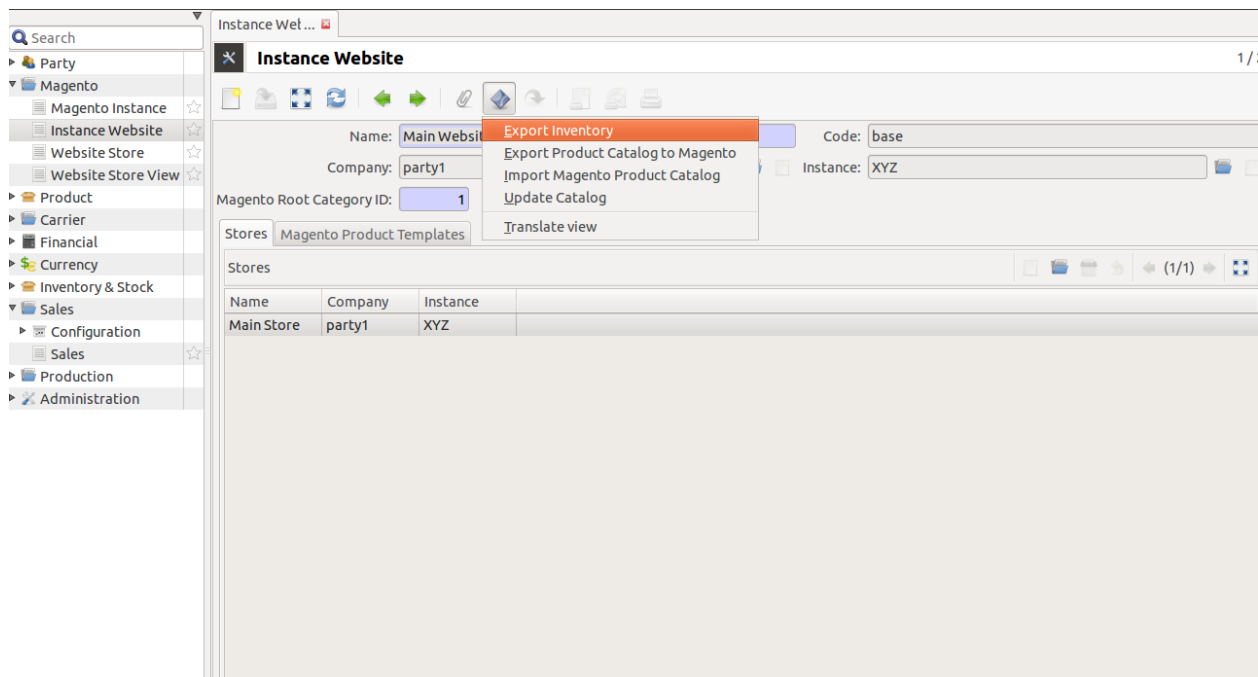 Instance Wel ...
Search
Instance Website
1 /
Party
Magento
Magento Instance
Instance Website
Website Store
Website Store View
Product
Carrier
Financial
Currency
Inventory & Stock
Sales
Configuration
Sales
Production
Administration
Name: Main Websit
Code: base
Company: party1
Instance: XYZ
Magento Root Category ID: 1
Export Inventory
Export Product Catalog to Magento
Import Magento Product Catalog
Update Catalog
Translate view
Stores Magento Product Templates
Stores
(1/1)
Name Company Instance
Main Store party1 XYZ